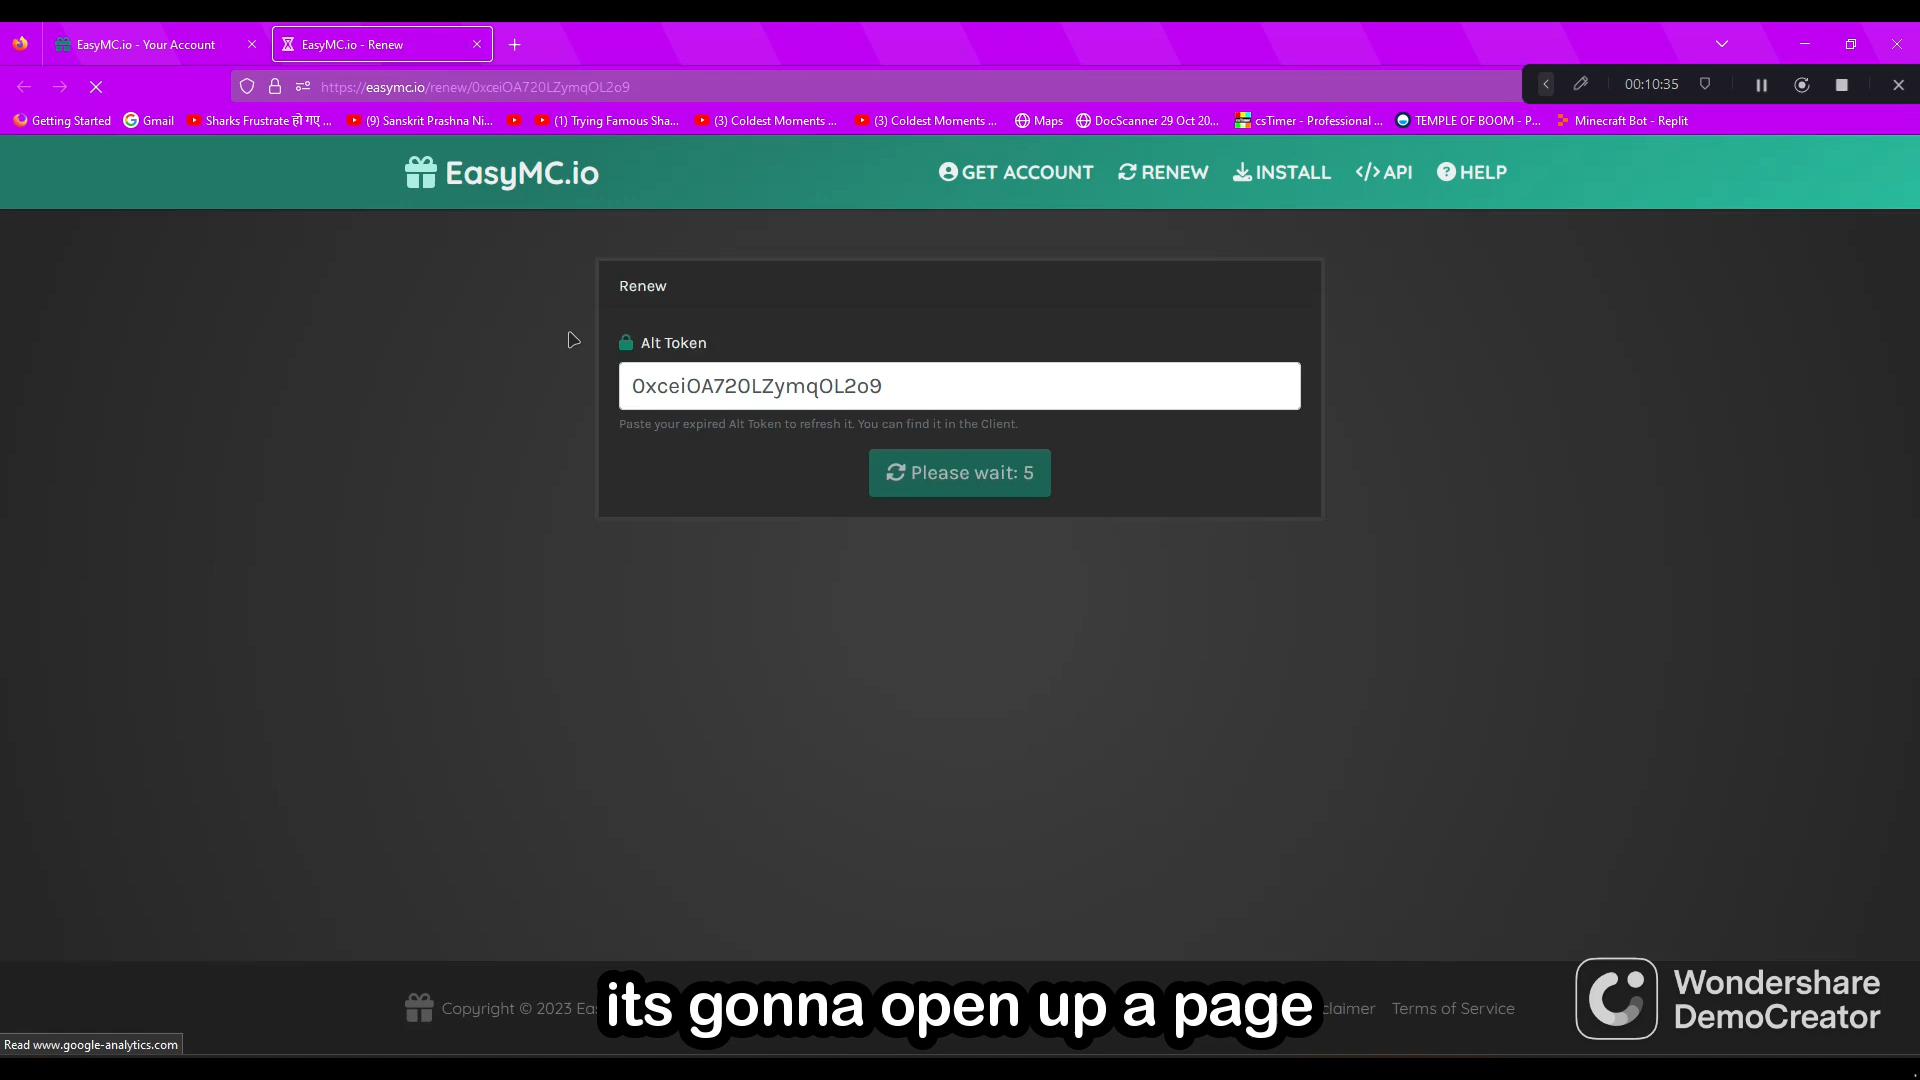 EasyMC.io - Your Account
EasyMC.io - Renew
https://easymc.io/renew/0xceiOA720LZymqOL2o9
00:10:35
Getting Started
Gmail
Sharks Frustrate हो गए ...
(9) Sanskrit Prashna Ni...
(1) Trying Famous Sha...
(3) Coldest Moments ...
(3) Coldest Moments ...
Maps
DocScanner 29 Oct 20...
csTimer - Professional ...
TEMPLE OF BOOM - P...
Minecraft Bot - Replit
EasyMC.io
GET ACCOUNT
RENEW
INSTALL
</> API
HELP
Renew
Alt Token
0xceiOA720LZymqOL2o9
Paste your expired Alt Token to refresh it. You can find it in the Client.
Please wait: 5
Copyright © 2023 Eas
claimer
Terms of Service
its gonna open up a page
Wondershare
DemoCreator
Read www.google-analytics.com